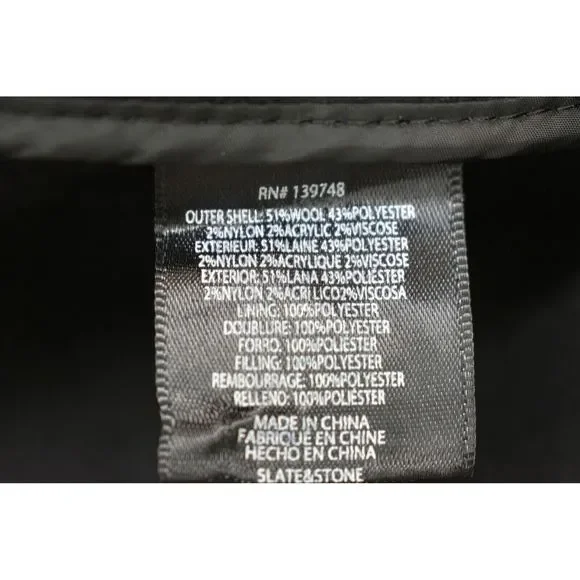 RN# 139748
OUTER SHELL: 51%WOOL 43%POLYESTER
2%NYLON 2%ACRYLIC 2%VISCOSE
EXTERIEUR: 51%LAINE 43%POLYESTER
2%NYLON 2%ACRYLIQUE 2%VISCOSE
EXTERIOR: 51%LANA 43%POLIÉSTER
2%NYLON 2%ACRILICO2%VISCOSA
LINING: 100%POLYESTER
DOUBLURE: 100%POLYESTER
FORRO: 100%POLIESTER
FILLING: 100%POLYESTER
REMBOURRAGE: 100%POLYESTER
RELLENO: 100%POLIÉSTER
MADE IN CHINA
FABRIQUÉ EN CHINE
HECHO EN CHINA
SLATE&STONE